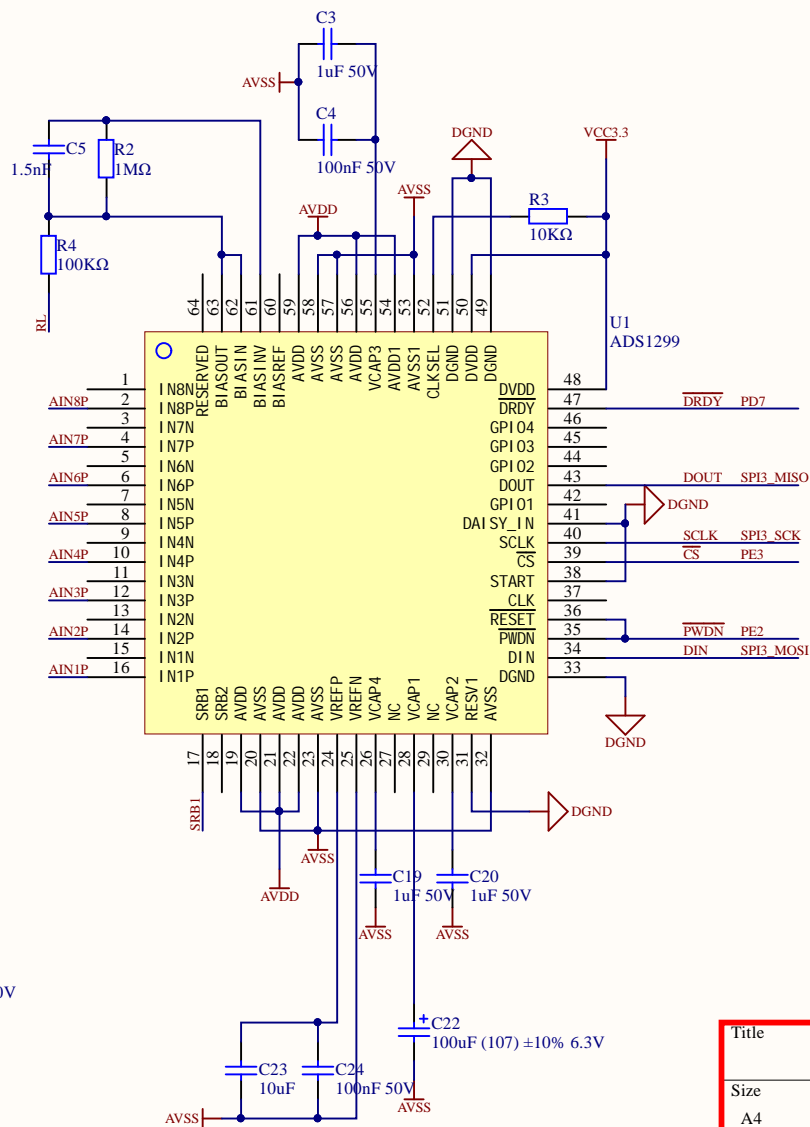 C3
1uF 50V
AVSS
C4
100nF 50V
DGND
VCC3.3
C5
1.5nF
R2
1MΩ
AVDD
AVSS
R3
10KΩ
R4
100KΩ
RL
U1
ADS1299
64 63 62 61 60 59 58 57 56 55 54 53 52 51 50 49
RESERVED BIASOUT BIASIN BIASINV BIASREF AVDD AVSS AVSS AVDD VCAP3 AVDD1 AVSS1 CLKSEL DGND DVDD DGND
1 IN8N DVDD 48
AIN8P 2 IN8P DRDY 47 DRDY PD7
3 IN7N GPIO4 46
AIN7P 4 IN7P GPIO3 45
5 IN6N GPIO2 44
AIN6P 6 IN6P DOUT 43 DOUT SPI3_MISO
7 IN5N GPIO1 42 DGND
AIN5P 8 IN5P DAISY_IN 41
9 IN4N SCLK 40 SCLK SPI3_SCK
AIN4P 10 IN4P CS 39 CS PE3
11 IN3N START 38
AIN3P 12 IN3P CLK 37
13 IN2N RESET 36
AIN2P 14 IN2P PWDN 35 PWDN PE2
15 IN1N DIN 34 DIN SPI3_MOSI
AIN1P 16 IN1P DGND 33
SRB1 SRB2 AVDD AVSS AVDD AVDD AVSS VREFP VREFN VCAP4 NC VCAP1 NC VCAP2 RESV1 AVSS
17 18 19 20 21 22 23 24 25 26 27 28 29 30 31 32
DGND
SRB1
DGND
AVSS
AVDD
C19
1uF 50V
C20
1uF 50V
AVSS
AVSS
0V
C22
100uF (107) ±10% 6.3V
C23
10uF
C24
100nF 50V
AVSS
AVSS
Title
Size
A4